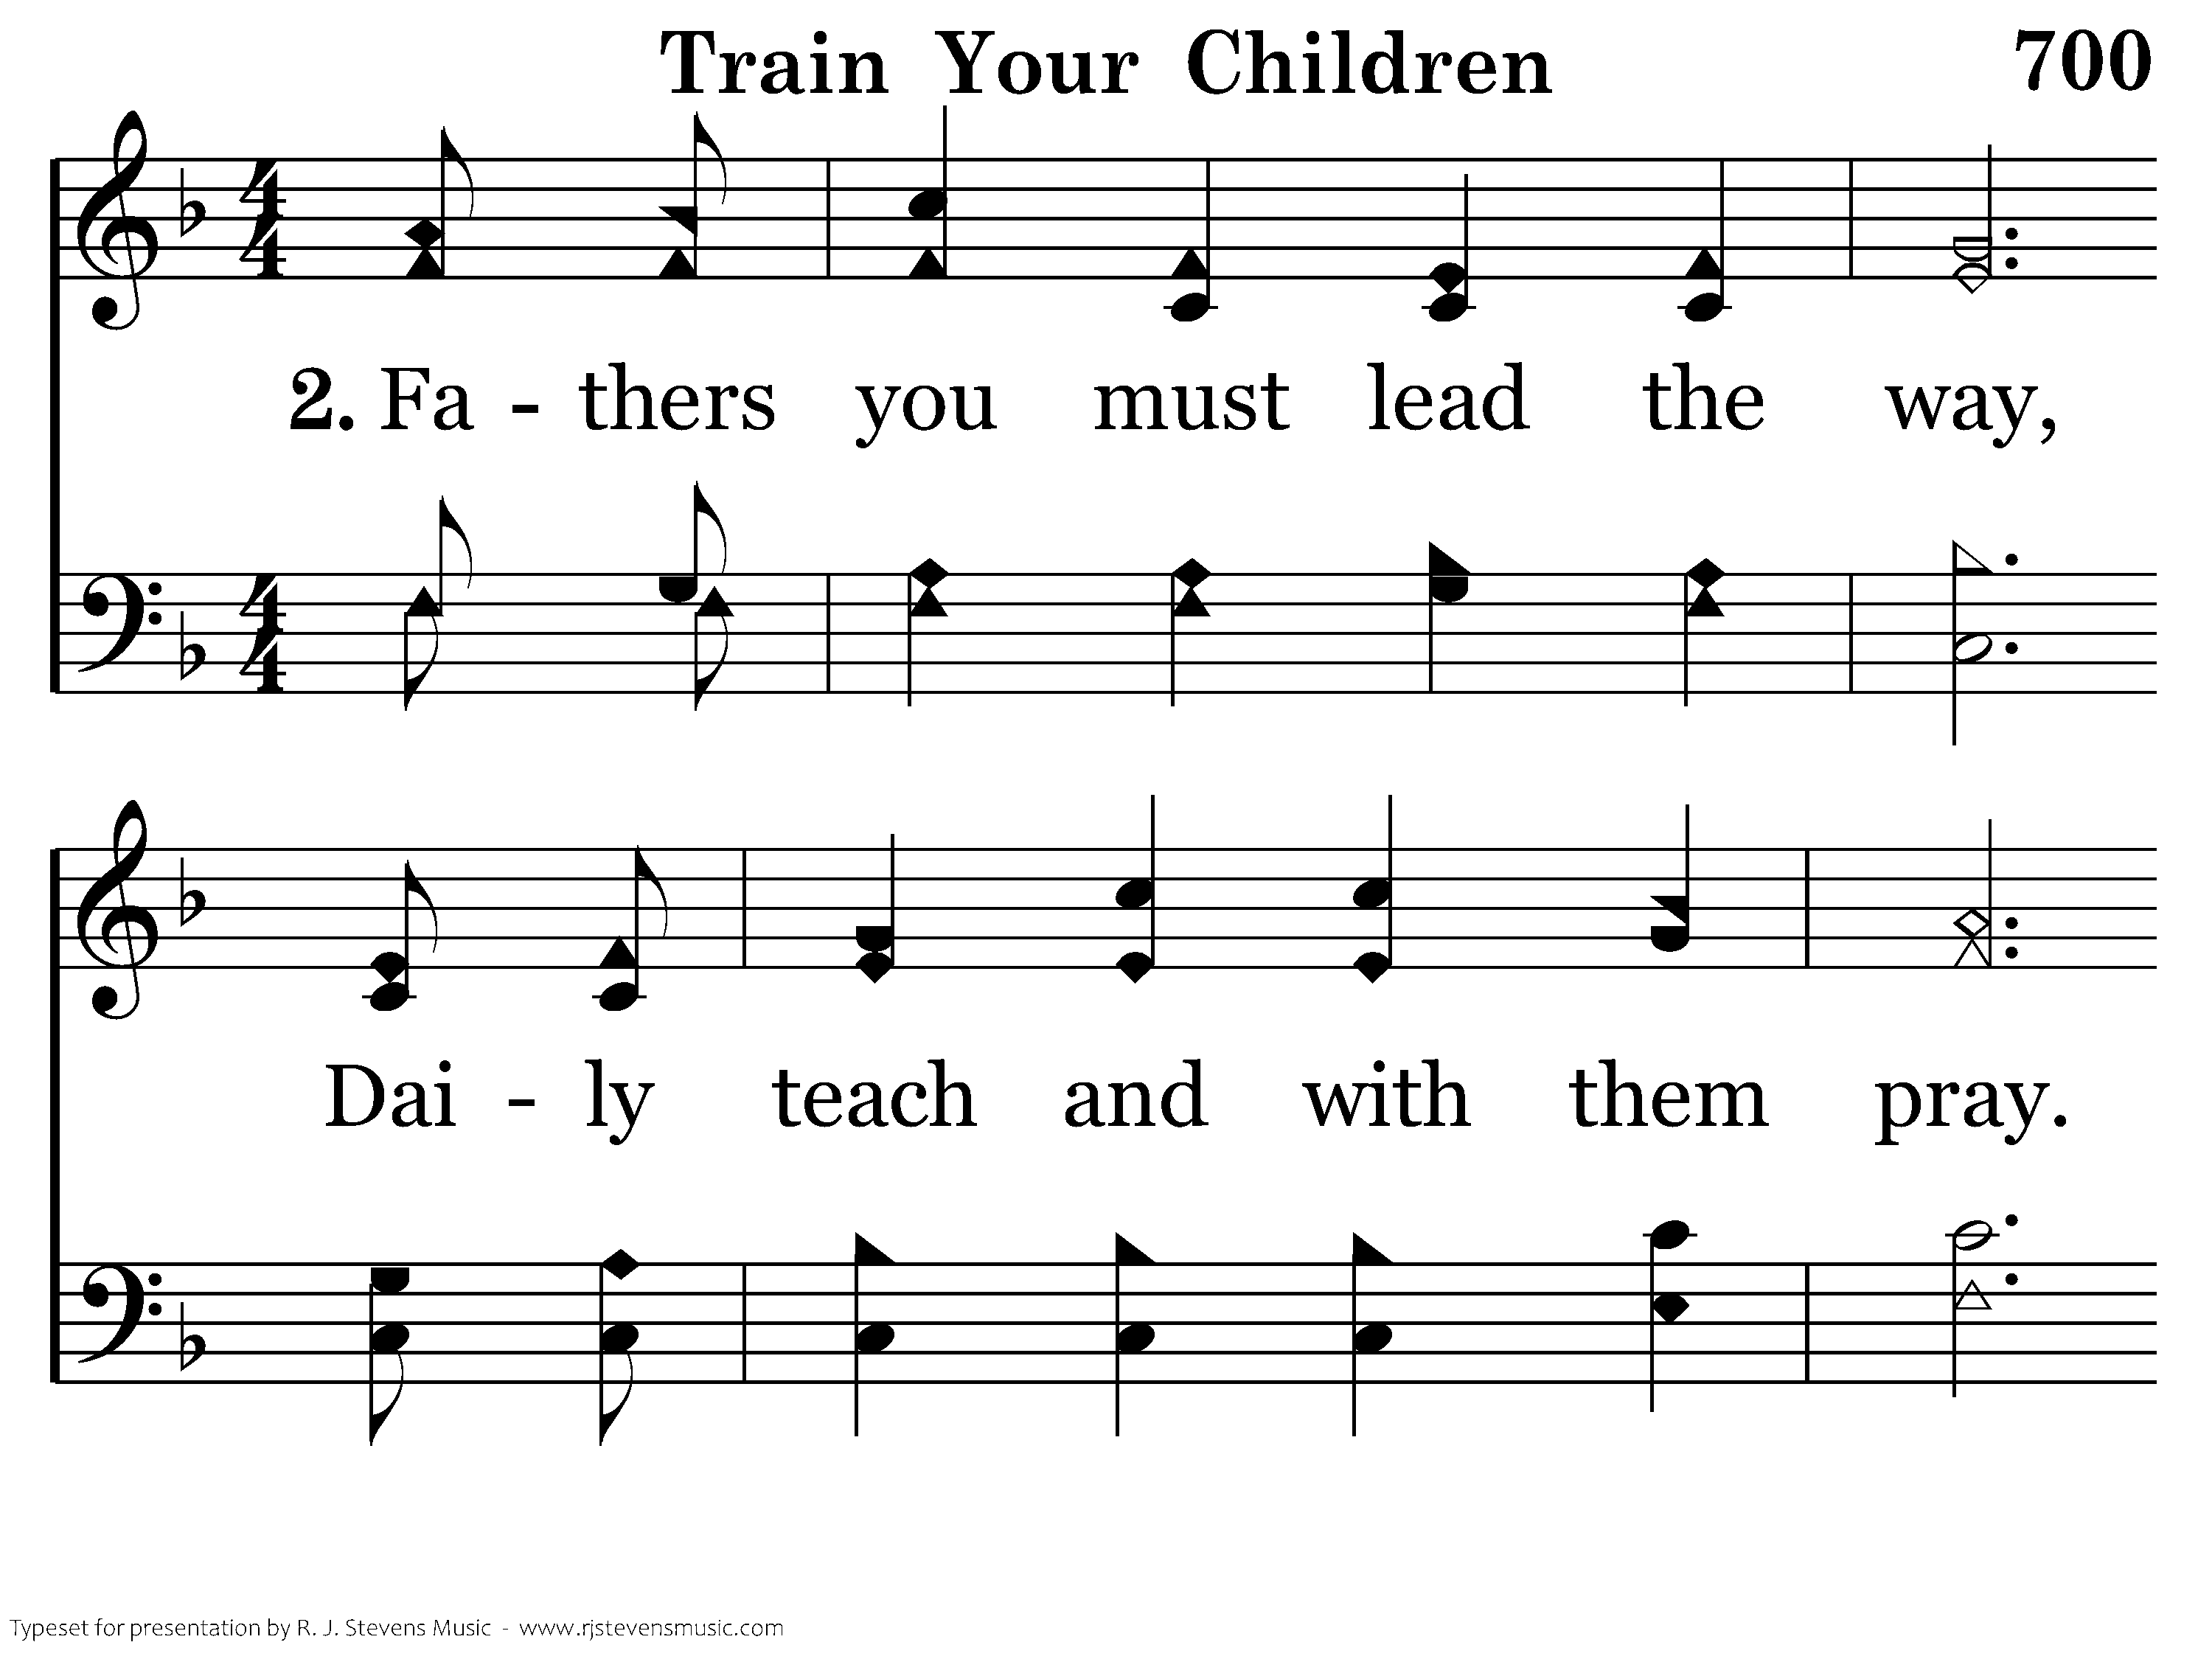 Train Your Children 700
2. Fa - thers you must lead the way,
Dai - ly teach and with them pray.
Typeset for presentation by R. J. Stevens Music - www.rjstevensmusic.com